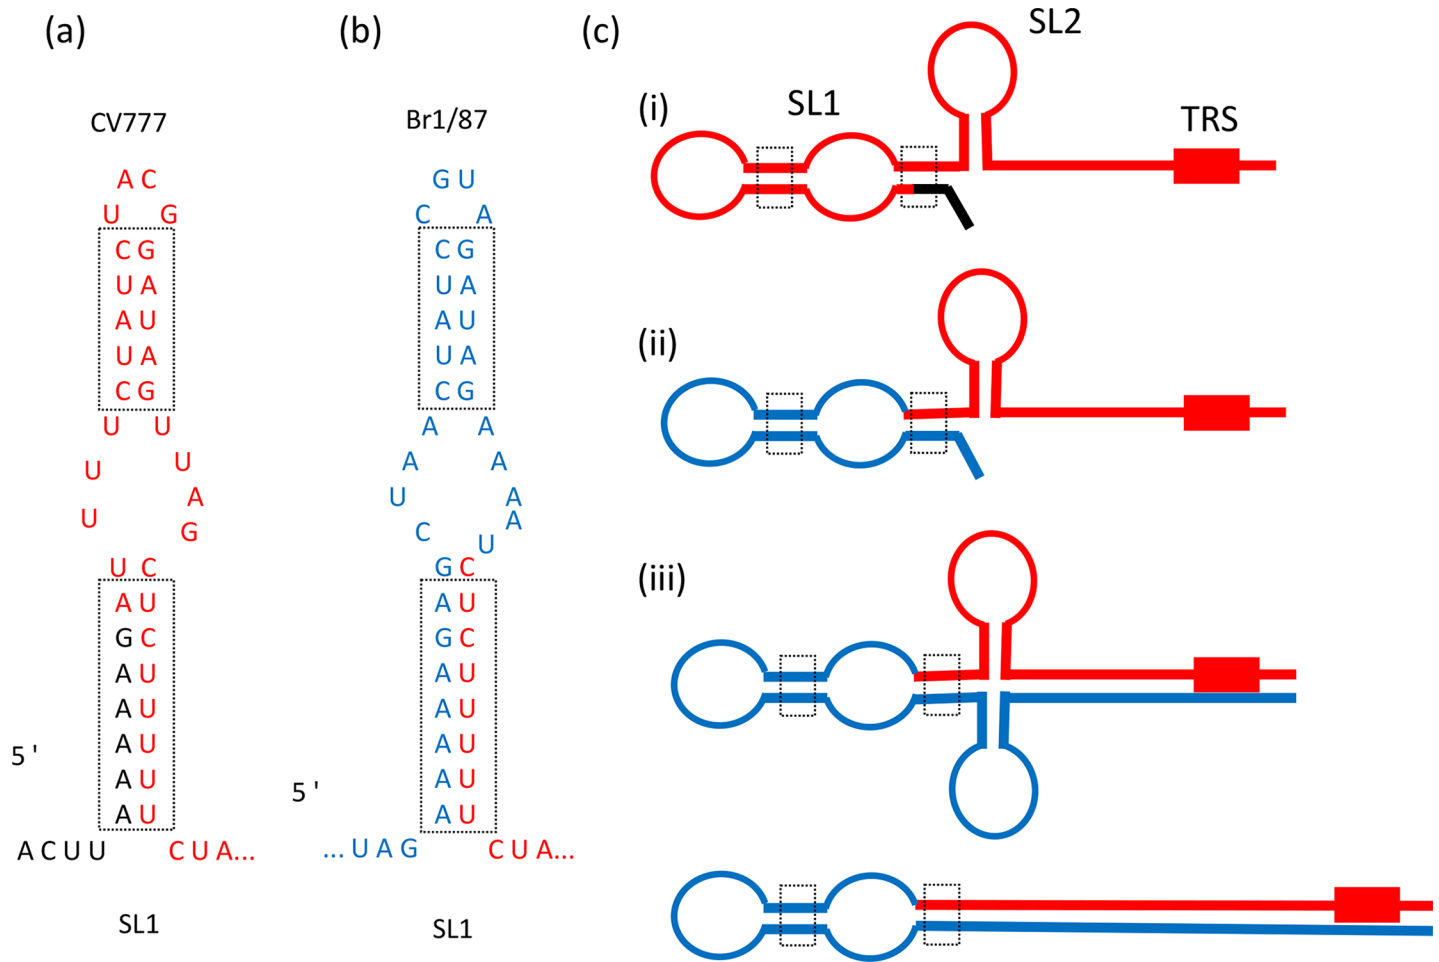 (a)
CV777
A C
U G
C G
U A
A U
U A
C G
U U
U U
U A
G
U C
A U
G C
A U
A U
A U
A U
A U
5 '
A C U U C U A...
SL1
(b)
Br1/87
G U
C A
C G
U A
A U
U A
C G
A A
A A
U A
A
C U
G C
A U
G C
A U
A U
A U
A U
A U
5 '
... U A G C U A...
SL1
(c)
SL2
SL1
(i)
TRS
(ii)
(iii)